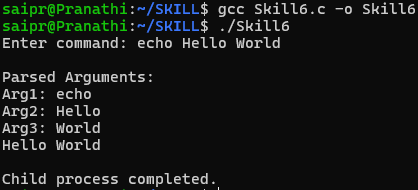 saipr@Pranathi:~/SKILL$ gcc Skill6.c -o Skill6
saipr@Pranathi:~/SKILL$ ./Skill6
Enter command: echo Hello World
Parsed Arguments:
Arg1: echo
Arg2: Hello
Arg3: World
Hello World
Child process completed.